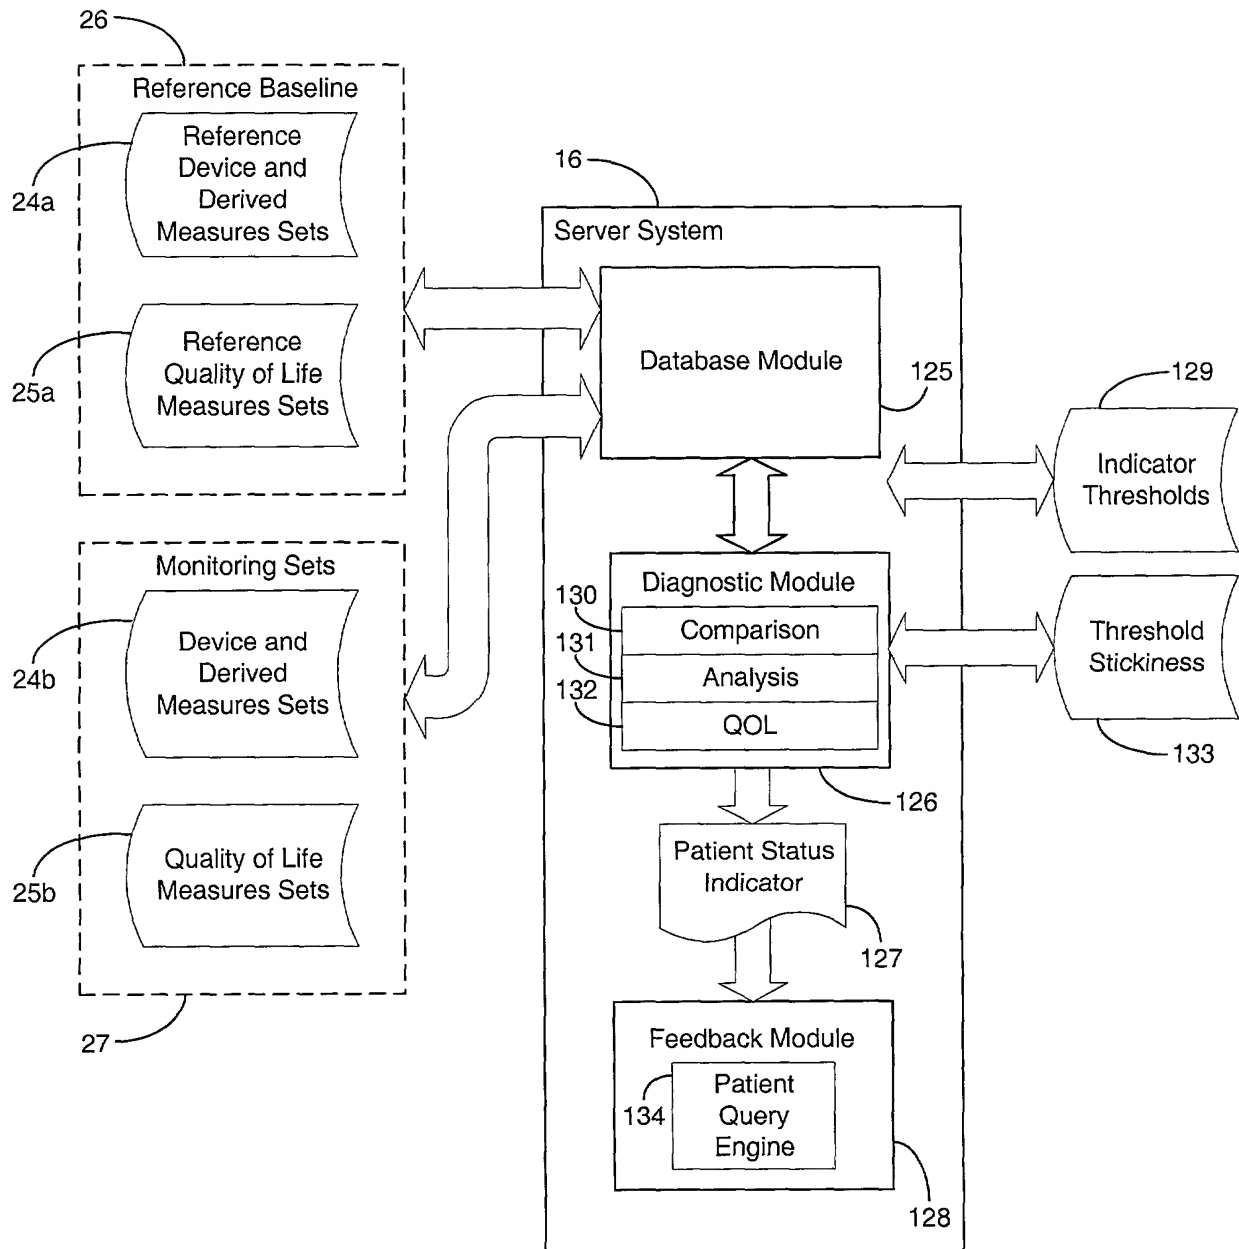 26
Reference Baseline
Reference
Device and
Derived
Measures Sets
24a
Reference
Quality of Life
Measures Sets
25a
Monitoring Sets
Device and
Derived
Measures Sets
24b
Quality of Life
Measures Sets
25b
27
16
Server System
Database Module
125
129
Indicator
Thresholds
Diagnostic Module
130
Comparison
131
Analysis
132
QOL
126
Threshold
Stickiness
133
Patient Status
Indicator
127
Feedback Module
134
Patient
Query
Engine
128